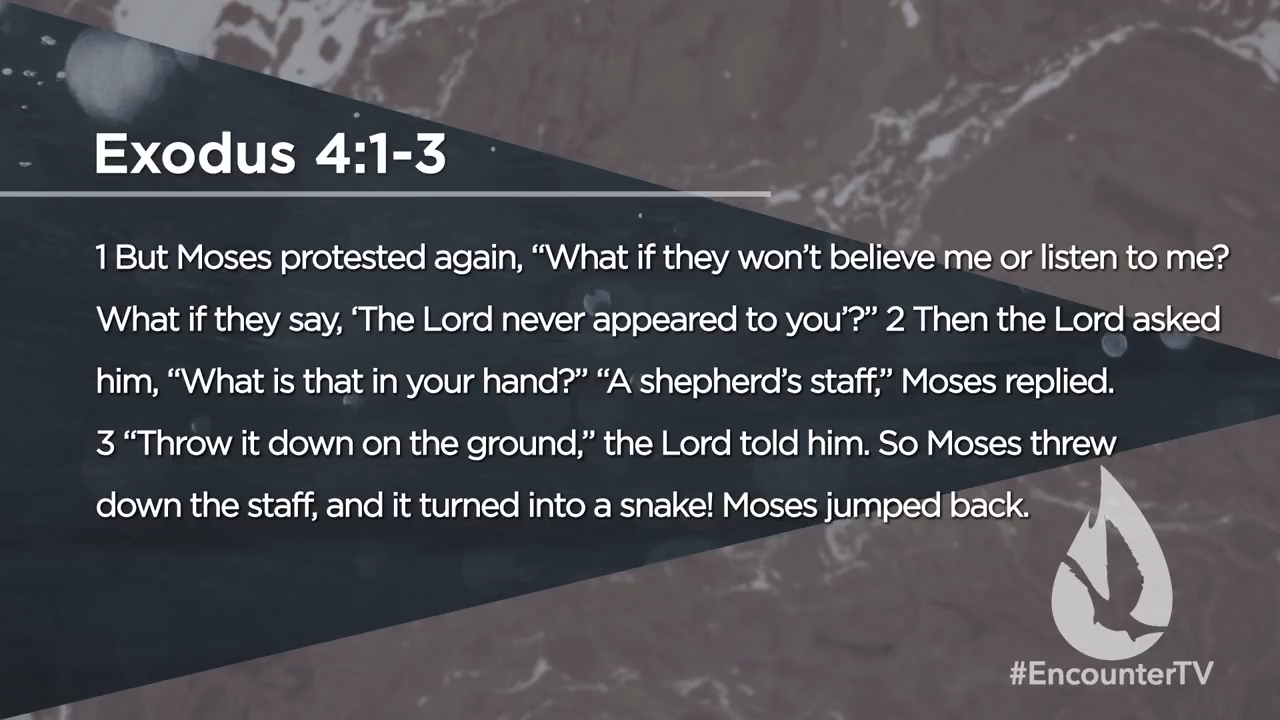 Exodus 4:1-3
1 But Moses protested again, “What if they won’t believe me or listen to me?
What if they say, ‘The Lord never appeared to you’?” 2 Then the Lord asked
him, “What is that in your hand?” “A shepherd’s staff,” Moses replied.
3 “Throw it down on the ground,” the Lord told him. So Moses threw
down the staff, and it turned into a snake! Moses jumped back.
#EncounterTV